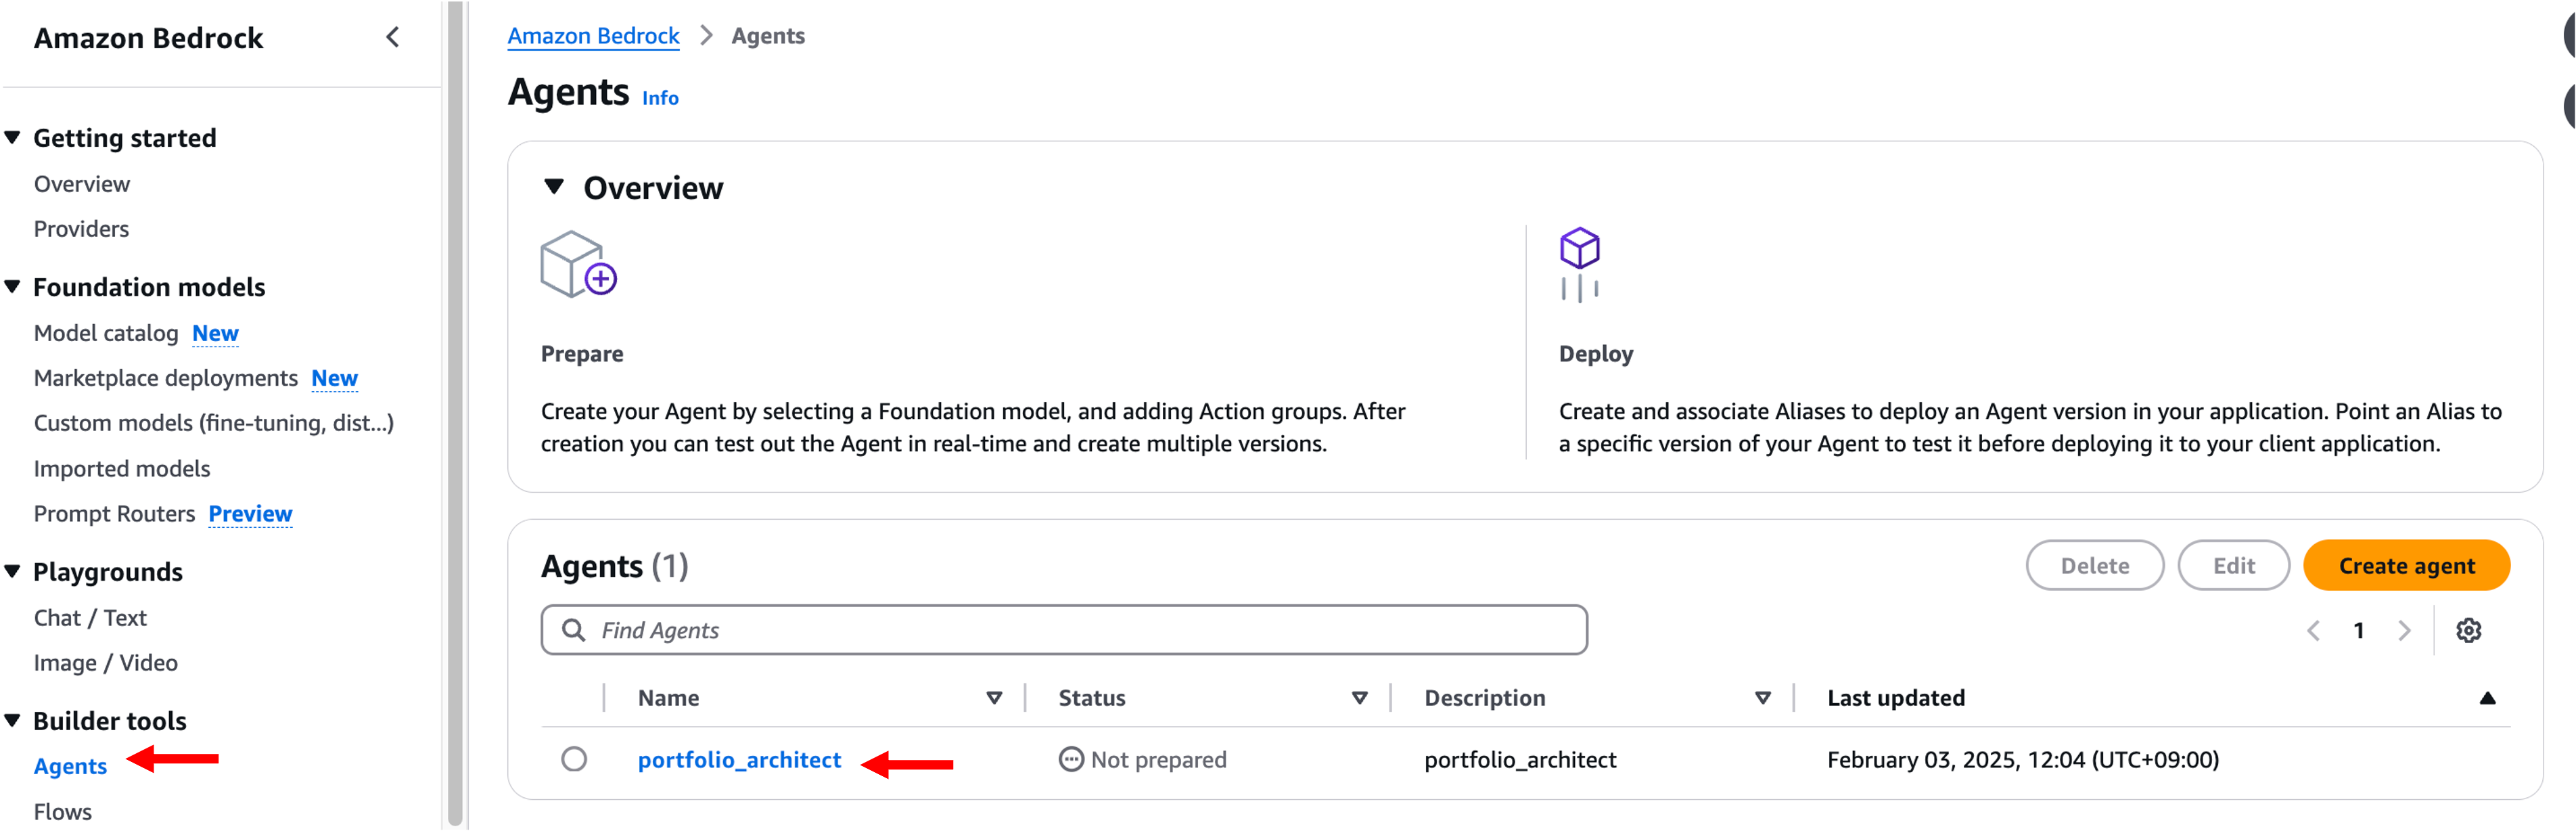 Amazon Bedrock
Getting started
Overview
Providers
Foundation models
Model catalog New
Marketplace deployments New
Custom models (fine-tuning, dist...)
Imported models
Prompt Routers Preview
Playgrounds
Chat / Text
Image / Video
Builder tools
Agents
Flows
Amazon Bedrock > Agents
Agents Info
Overview
Prepare
Create your Agent by selecting a Foundation model, and adding Action groups. After
creation you can test out the Agent in real-time and create multiple versions.
Deploy
Create and associate Aliases to deploy an Agent version in your application. Point an Alias to
a specific version of your Agent to test it before deploying it to your client application.
Agents (1)
Delete Edit Create agent
Find Agents
1
Name Status Description Last updated
portfolio_architect Not prepared portfolio_architect February 03, 2025, 12:04 (UTC+09:00)